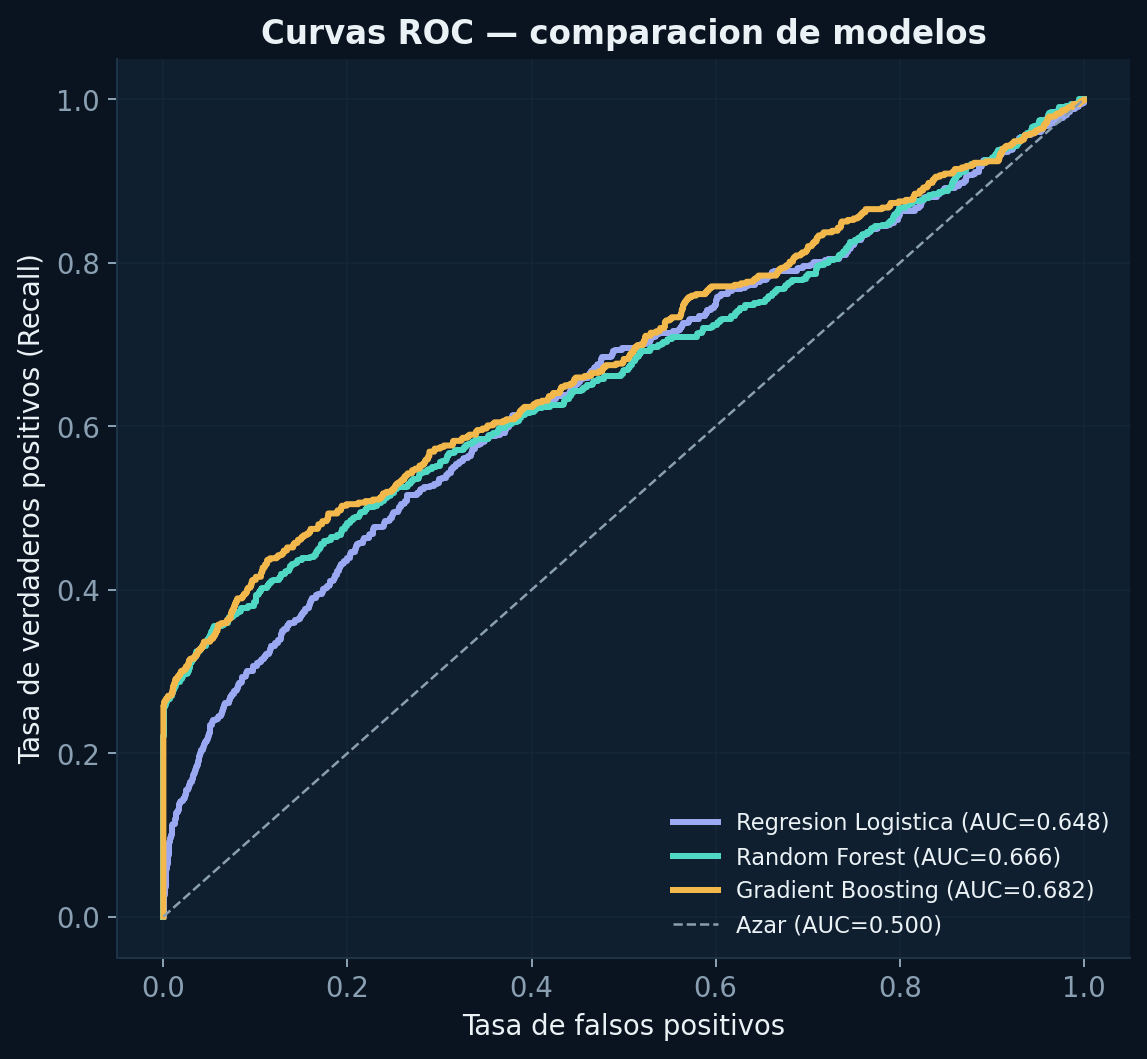 Curvas ROC — comparacion de modelos
Tasa de verdaderos positivos (Recall)
1.0
0.8
0.6
0.4
0.2
0.0
Regresion Logistica (AUC=0.648)
Random Forest (AUC=0.666)
Gradient Boosting (AUC=0.682)
Azar (AUC=0.500)
0.0 0.2 0.4 0.6 0.8 1.0
Tasa de falsos positivos